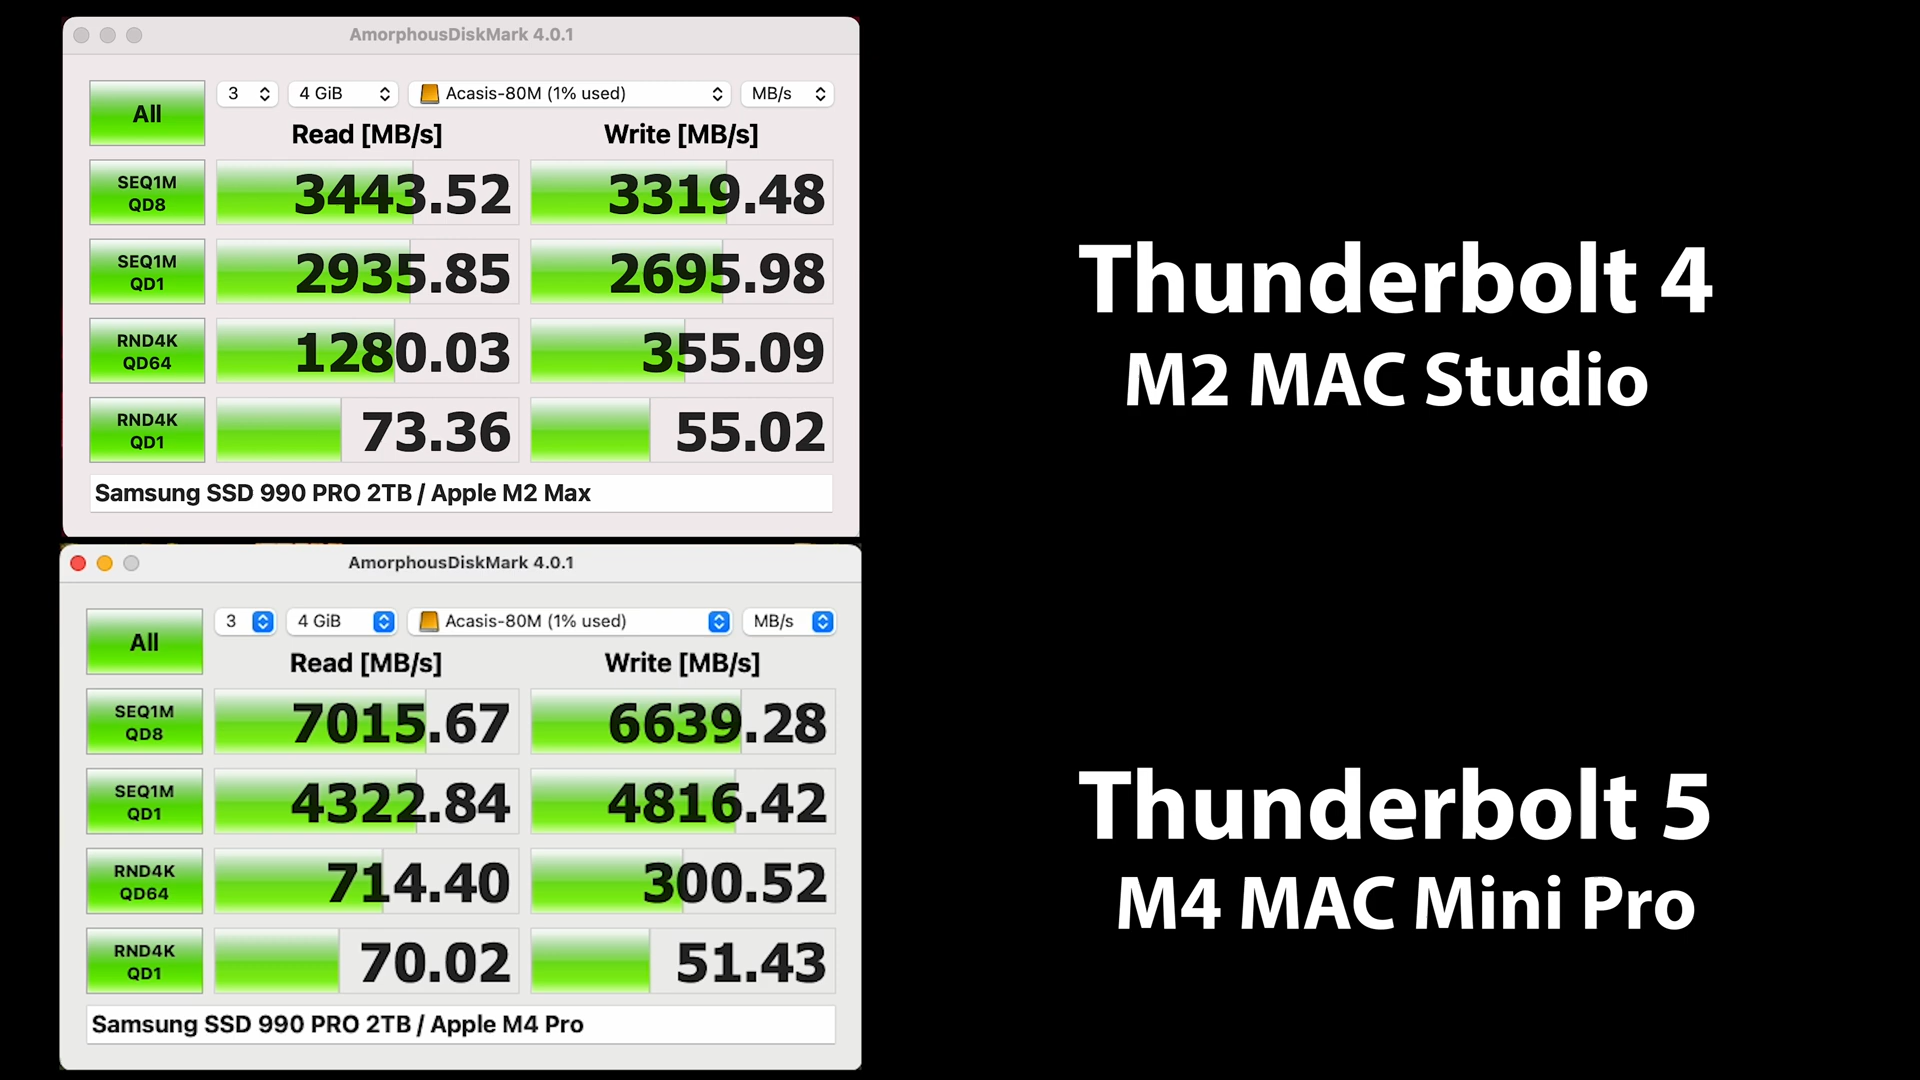 AmorphousDiskMark 4.0.1
All
3
4 GiB
Acasis-80M (1% used)
MB/s
Read [MB/s]
Write [MB/s]
SEQ1M
QD8
3443.52
3319.48
SEQ1M
QD1
2935.85
2695.98
RND4K
QD64
1280.03
355.09
RND4K
QD1
73.36
55.02
Samsung SSD 990 PRO 2TB / Apple M2 Max
Thunderbolt 4
M2 MAC Studio
AmorphousDiskMark 4.0.1
All
3
4 GiB
Acasis-80M (1% used)
MB/s
Read [MB/s]
Write [MB/s]
SEQ1M
QD8
7015.67
6639.28
SEQ1M
QD1
4322.84
4816.42
RND4K
QD64
714.40
300.52
RND4K
QD1
70.02
51.43
Samsung SSD 990 PRO 2TB / Apple M4 Pro
Thunderbolt 5
M4 MAC Mini Pro